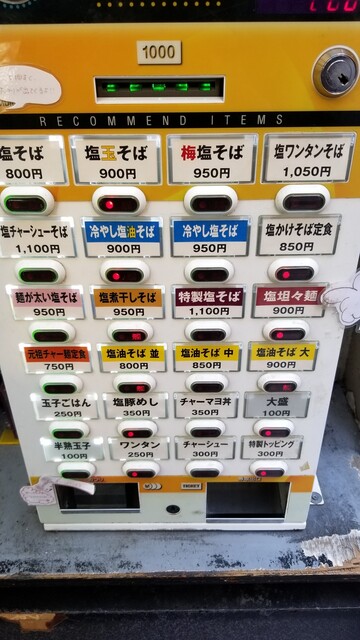 1000
RECOMMEND ITEMS
塩そば 塩玉そば 梅塩そば 塩ワンタンそば
800円 900円 950円 1,050円
塩チャーシューそば 冷やし塩油そば 冷やし塩そば 塩かけそば定食
1,100円 900円 950円 850円
麺が太い塩そば 塩煮干しそば 特製塩そば 塩坦々麺
950円 950円 1,100円 900円
元祖チャー麺定食 塩油そば 並 塩油そば 中 塩油そば 大
750円 800円 850円 900円
玉子ごはん 塩豚めし チャーマヨ丼 大盛
250円 350円 350円 100円
半熟玉子 ワンタン チャーシュー 特製トッピング
100円 250円 300円 300円